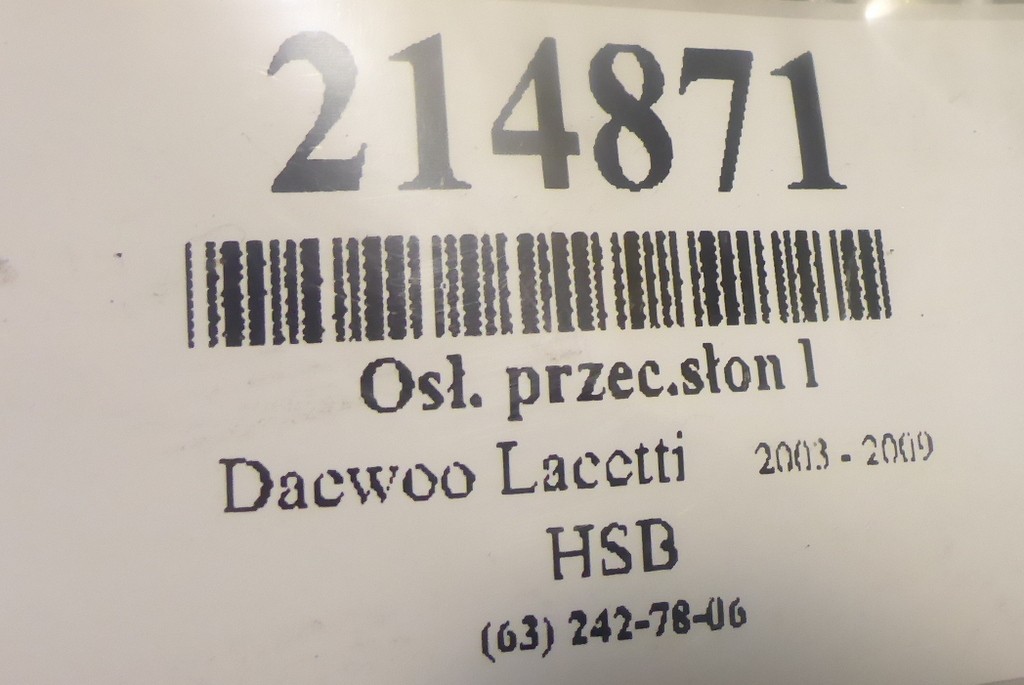 214871
Osł. przec.słon l
Daewoo Lacetti 2003 - 2009
HSB
(63) 242-78-06